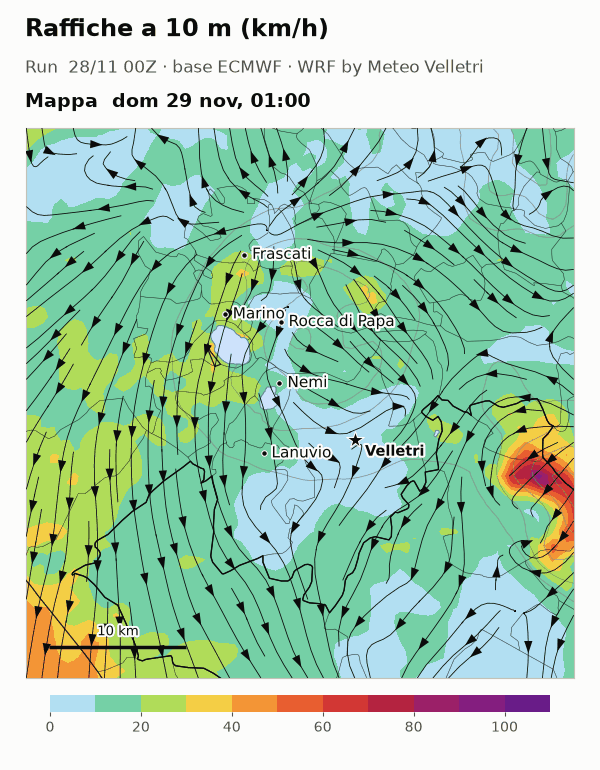 Raffiche a 10 m (km/h)
Run  28/11 00Z · base ECMWF · WRF by Meteo Velletri
Mappa  dom 29 nov, 01:00
Frascati
Marino
Rocca di Papa
Nemi
Lanuvio
Velletri
10 km
0 20 40 60 80 100